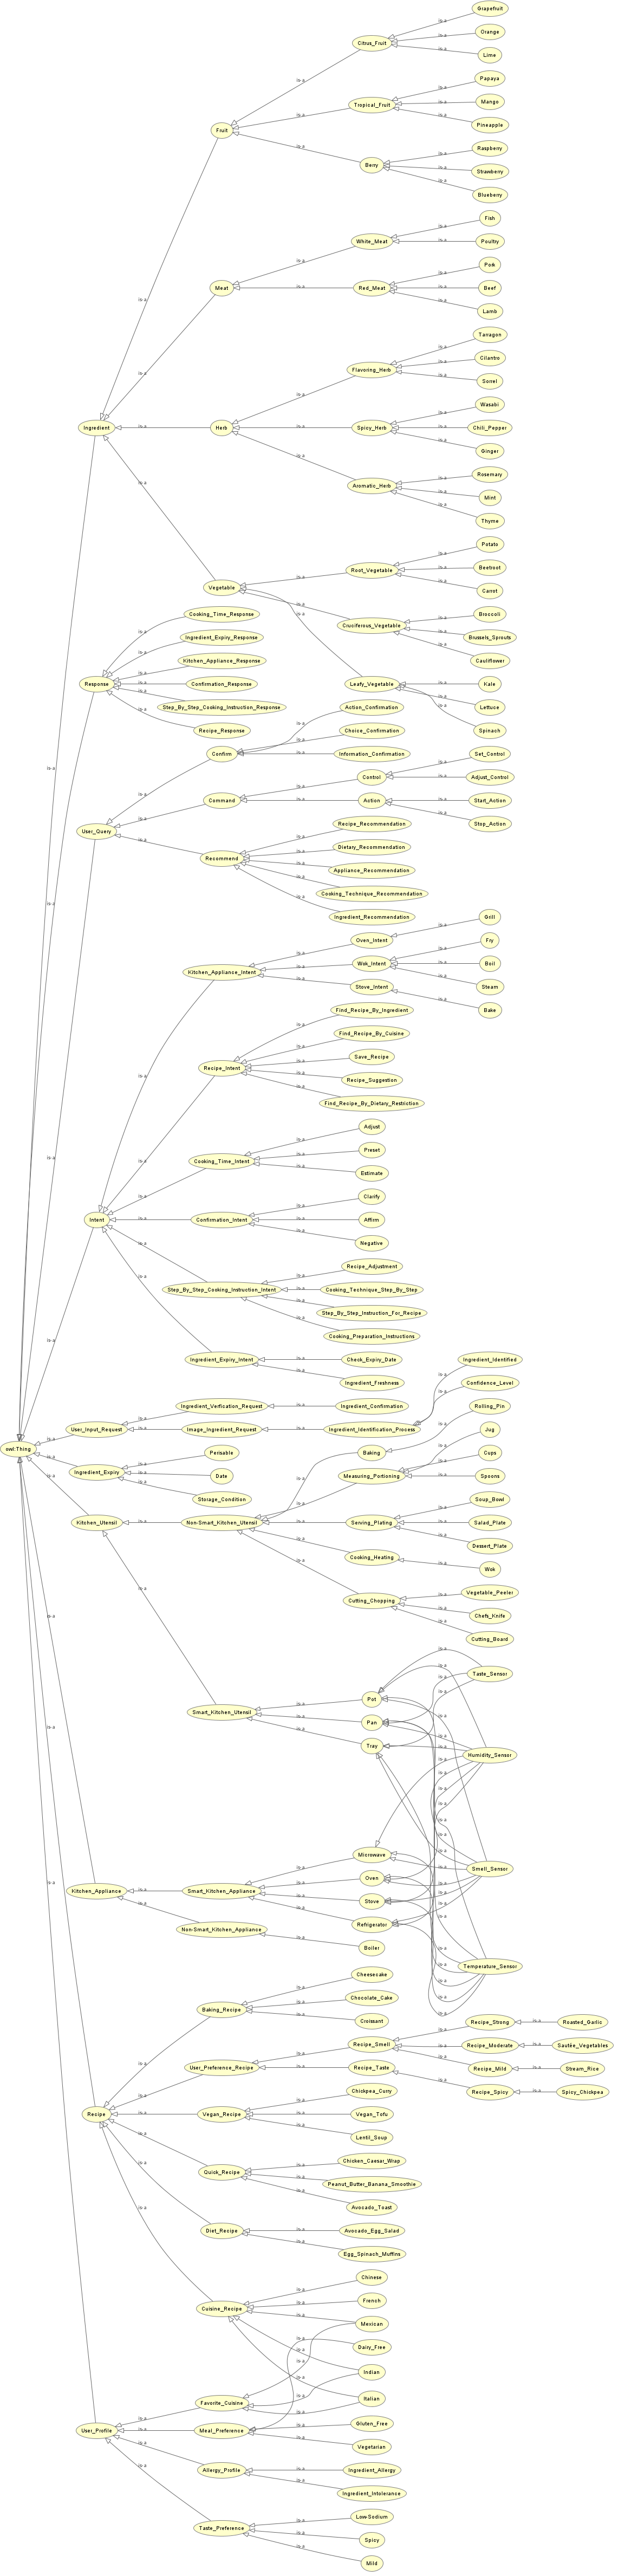 Grapefruit
Citrus_Fruit
Orange
Lime
Papaya
Tropical_Fruit
Mango
Fruit
Pineapple
Raspberry
Berry
Strawberry
Blueberry
Fish
White_Meat
Poultry
Pork
Meat
Red_Meat
Beef
Lamb
Tarragon
Flavoring_Herb
Cilantro
Sorrel
Wasabi
Ingredient
Herb
Spicy_Herb
Chili_Pepper
Ginger
Rosemary
Aromatic_Herb
Mint
Thyme
Potato
Root_Vegetable
Beetroot
Vegetable
Carrot
Cooking_Time_Response
Broccoli
Cruciferous_Vegetable
Ingredient_Expiry_Response
Brussels_Sprouts
Kitchen_Appliance_Response
Cauliflower
Response
Confirmation_Response
Leafy_Vegetable
Kale
Step_By_Step_Cooking_Instruction_Response
Action_Confirmation
Lettuce
Recipe_Response
Choice_Confirmation
Spinach
Confirm
Information_Confirmation
Set_Control
Control
Adjust_Control
Command
Action
Start_Action
User_Query
Recipe_Recommendation
Stop_Action
Dietary_Recommendation
Recommend
Appliance_Recommendation
Cooking_Technique_Recommendation
Ingredient_Recommendation
Grill
Oven_Intent
Fry
Kitchen_Appliance_Intent
Wok_Intent
Boil
Stove_Intent
Steam
Find_Recipe_By_Ingredient
Bake
Find_Recipe_By_Cuisine
Save_Recipe
Recipe_Intent
Recipe_Suggestion
Find_Recipe_By_Dietary_Restriction
Adjust
Preset
Cooking_Time_Intent
Estimate
Clarify
Intent
Confirmation_Intent
Affirm
Negative
Recipe_Adjustment
Step_By_Step_Cooking_Instruction_Intent
Cooking_Technique_Step_By_Step
Step_By_Step_Instruction_For_Recipe
Cooking_Preparation_Instructions
Ingredient_Expiry_Intent
Check_Expiry_Date
Ingredient_Identified
Ingredient_Freshness
Confidence_Level
Ingredient_Verfication_Request
Ingredient_Confirmation
Rolling_Pin
User_Input_Request
Image_Ingredient_Request
Ingredient_Identification_Process
Jug
owl:Thing
Perisable
Baking
Cups
Ingredient_Expiry
Date
Measuring_Portioning
Spoons
Storage_Condition
Soup_Bowl
Kitchen_Utensil
Non-Smart_Kitchen_Utensil
Serving_Plating
Salad_Plate
Dessert_Plate
Cooking_Heating
Wok
Vegetable_Peeler
Cutting_Chopping
Chefs_Knife
Cutting_Board
Taste_Sensor
Pot
Smart_Kitchen_Utensil
Pan
Tray
Humidity_Sensor
Microwave
Smell_Sensor
Oven
Kitchen_Appliance
Smart_Kitchen_Appliance
Stove
Refrigerator
Non-Smart_Kitchen_Appliance
Boiler
Temperature_Sensor
Cheesecake
Chocolate_Cake
Baking_Recipe
Croissant
Recipe_Strong
Roasted_Garlic
Recipe_Smell
Recipe_Moderate
Sautée_Vegetables
User_Preference_Recipe
Recipe_Taste
Recipe_Mild
Stream_Rice
Chickpea_Curry
Recipe_Spicy
Spicy_Chickpea
Recipe
Vegan_Recipe
Vegan_Tofu
Lentil_Soup
Chicken_Caesar_Wrap
Quick_Recipe
Peanut_Butter_Banana_Smoothie
Avocado_Toast
Diet_Recipe
Avocado_Egg_Salad
Egg_Spinach_Muffins
Chinese
French
Cuisine_Recipe
Mexican
Dairy_Free
Indian
Italian
Favorite_Cuisine
Gluten_Free
User_Profile
Meal_Preference
Vegetarian
Allergy_Profile
Ingredient_Allergy
Ingredient_Intolerance
Low-Sodium
Taste_Preference
Spicy
Mild